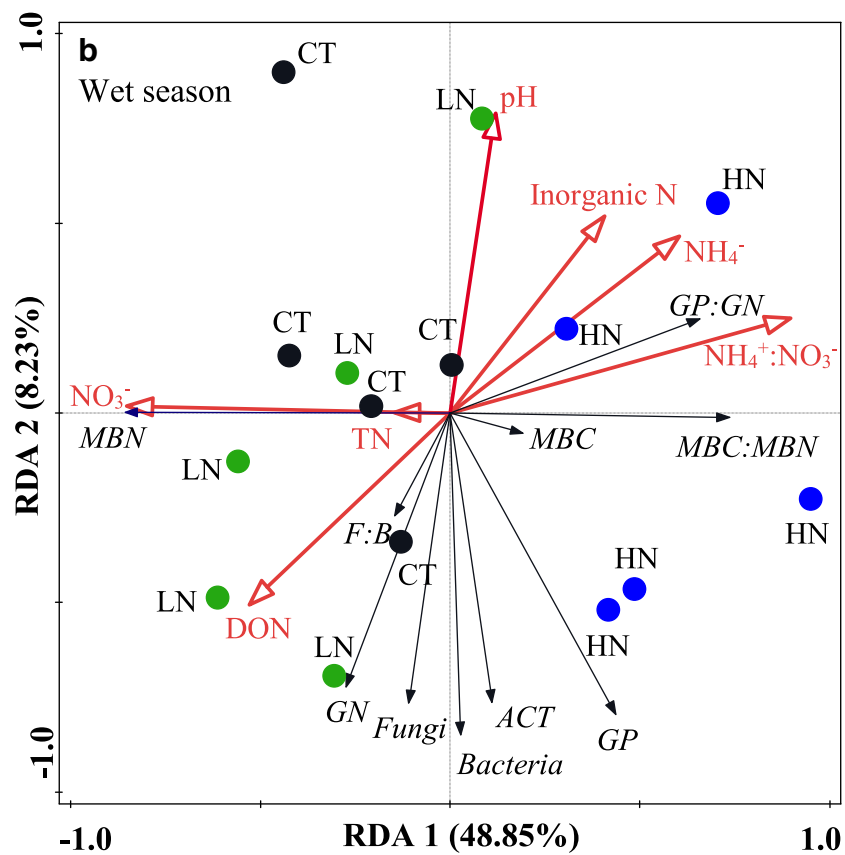 1.0
b
CT
Wet season
LN
pH
HN
Inorganic N
NH₄⁻
GP:GN
CT
CT
HN
LN
NH₄⁺:NO₃⁻
CT
NO₃⁻
MBN
TN
MBC
MBC:MBN
LN
RDA 2 (8.23%)
F:B
HN
CT
HN
LN
DON
HN
LN
GN
Fungi
ACT
GP
Bacteria
-1.0
-1.0
RDA 1 (48.85%)
1.0